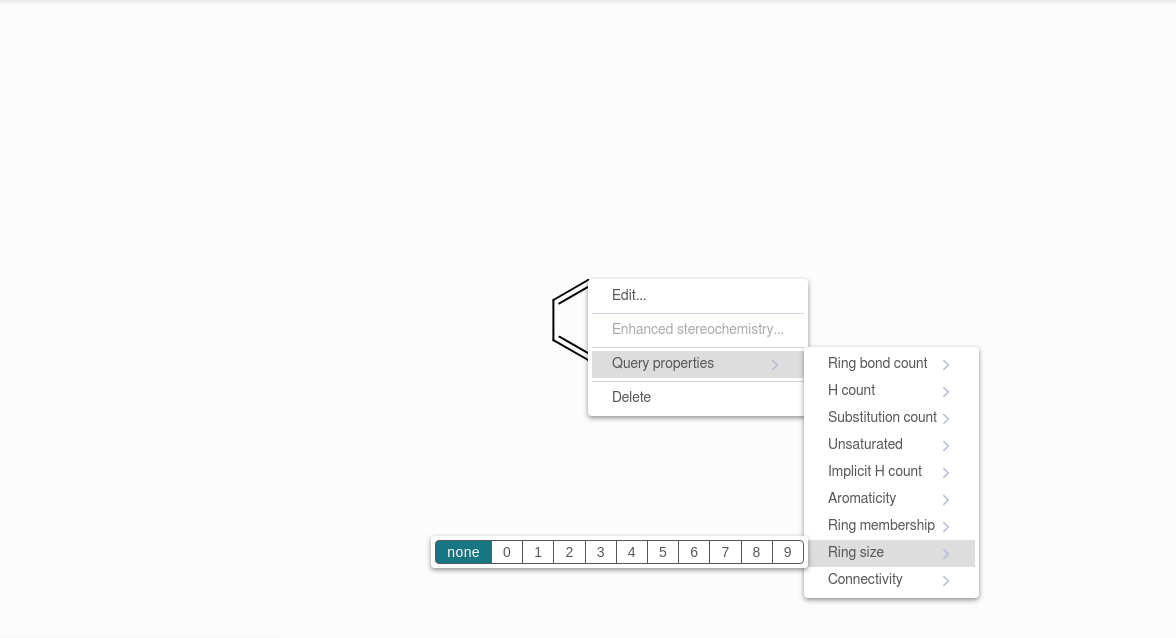 Edit...
Enhanced stereochemistry...
Query properties
Delete
Ring bond count
H count
Substitution count
Unsaturated
Implicit H count
Aromaticity
Ring membership
Ring size
Connectivity
none 0 1 2 3 4 5 6 7 8 9